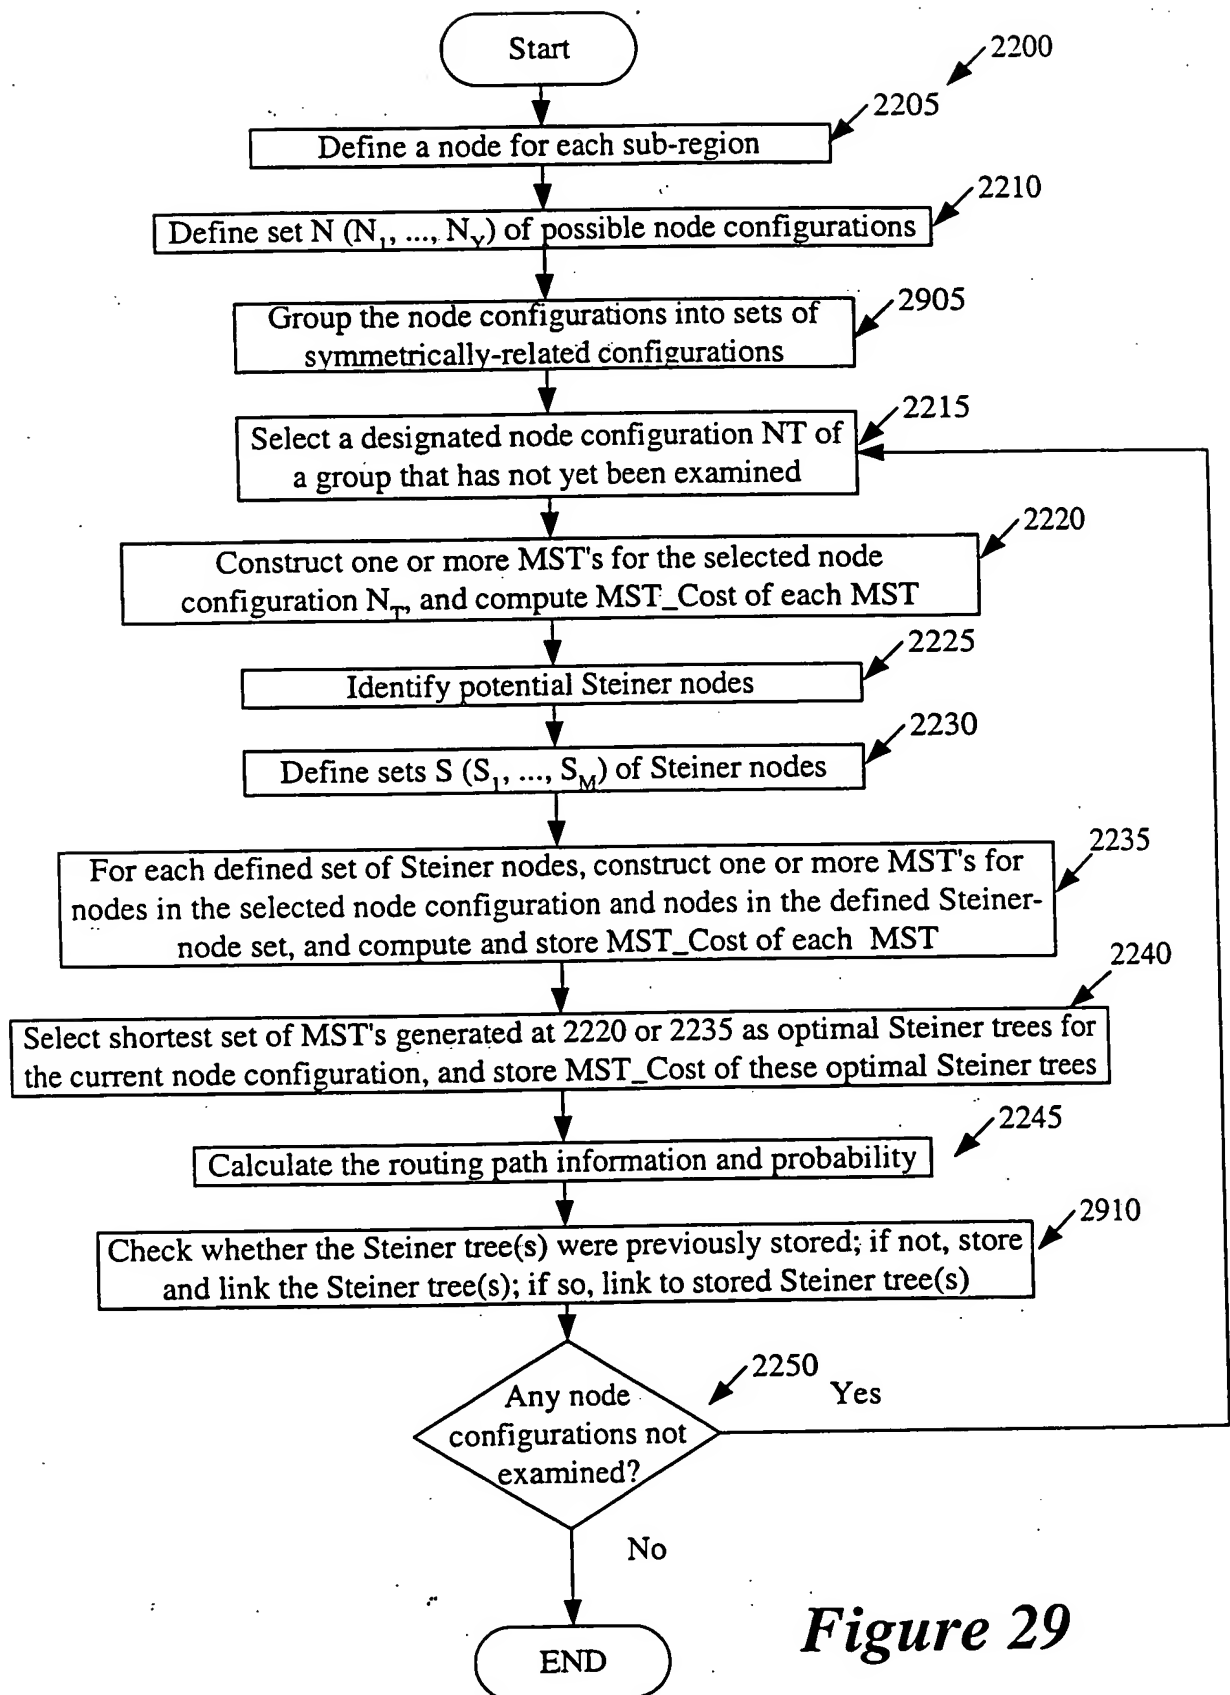 Start
2200
2205
Define a node for each sub-region
2210
Define set N (N₁, ..., N_Y) of possible node configurations
2905
Group the node configurations into sets of
symmetrically-related configurations
2215
Select a designated node configuration NT of
a group that has not yet been examined
2220
Construct one or more MST's for the selected node
configuration N_T, and compute MST_Cost of each MST
2225
Identify potential Steiner nodes
2230
Define sets S (S₁, ..., S_M) of Steiner nodes
2235
For each defined set of Steiner nodes, construct one or more MST's for
nodes in the selected node configuration and nodes in the defined Steiner-
node set, and compute and store MST_Cost of each MST
2240
Select shortest set of MST's generated at 2220 or 2235 as optimal Steiner trees for
the current node configuration, and store MST_Cost of these optimal Steiner trees
2245
Calculate the routing path information and probability
2910
Check whether the Steiner tree(s) were previously stored; if not, store
and link the Steiner tree(s); if so, link to stored Steiner tree(s)
2250
Yes
Any node
configurations not
examined?
No
END
Figure 29